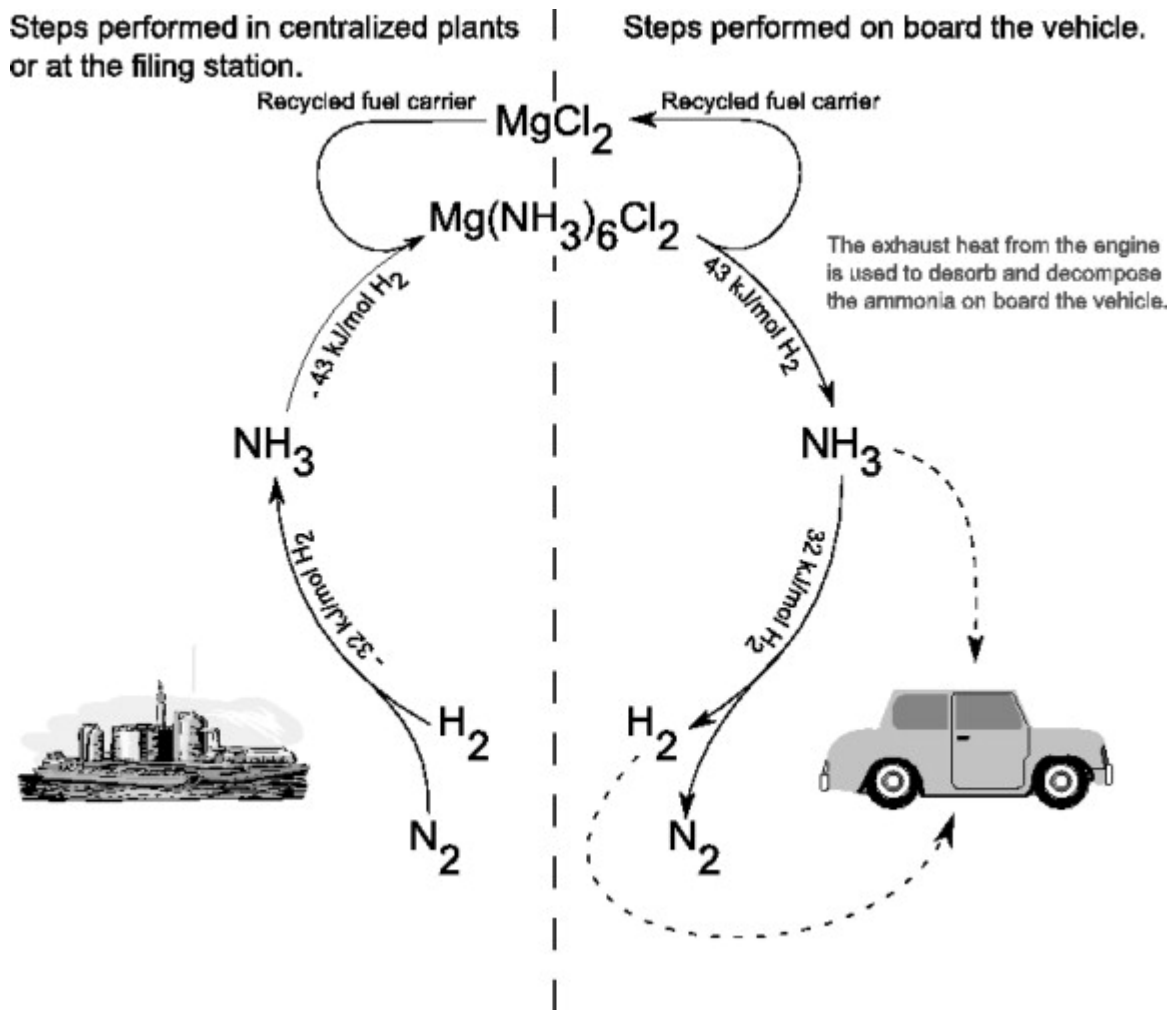 Steps performed in centralized plants
or at the filing station.
Steps performed on board the vehicle.
Recycled fuel carrier
MgCl₂
Recycled fuel carrier
Mg(NH₃)₆Cl₂
The exhaust heat from the engine
is used to desorb and decompose
the ammonia on board the vehicle.
- 43 kJ/mol H₂
43 kJ/mol H₂
NH₃
NH₃
- 32 kJ/mol H₂
32 kJ/mol H₂
H₂
H₂
N₂
N₂